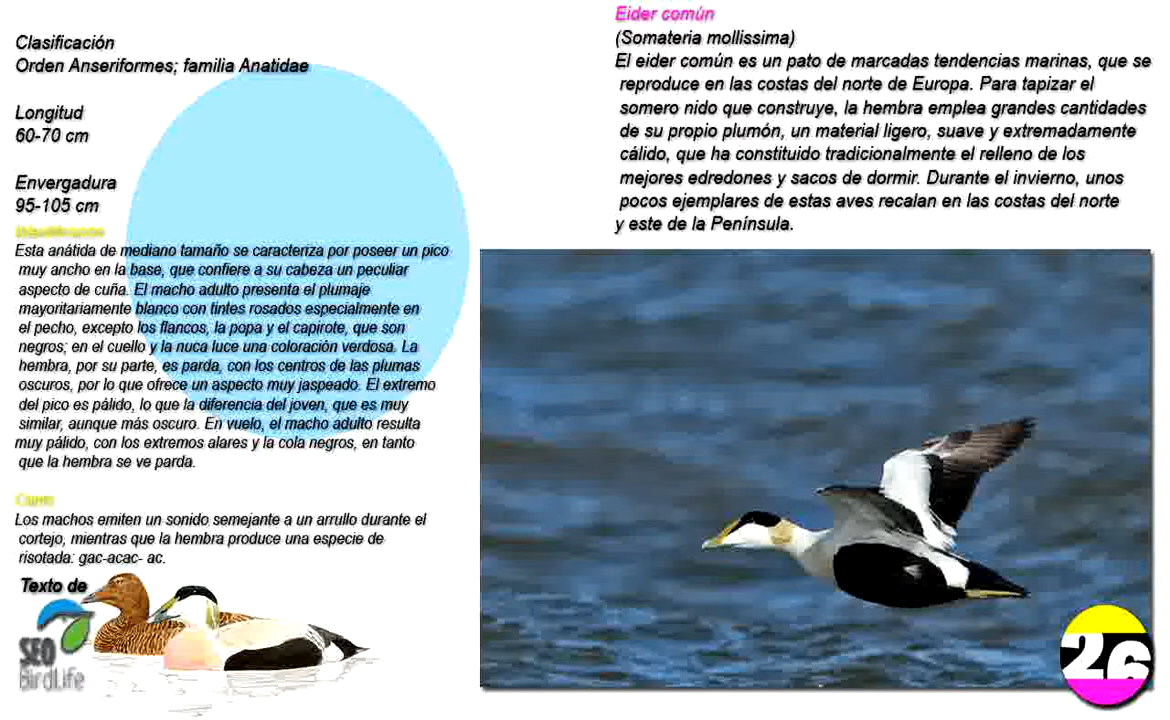 Clasificación
Orden Anseriformes; familia Anatidae
Longitud
60-70 cm
Envergadura
95-105 cm
Identificación
Esta anátida de mediano tamaño se caracteriza por poseer un pico
muy ancho en la base, que confiere a su cabeza un peculiar
aspecto de cuña. El macho adulto presenta el plumaje
mayoritariamente blanco con tintes rosados especialmente en
el pecho, excepto los flancos, la popa y el capirote, que son
negros; en el cuello y la nuca luce una coloración verdosa. La
hembra, por su parte, es parda, con los centros de las plumas
oscuros, por lo que ofrece un aspecto muy jaspeado. El extremo
del pico es pálido, lo que la diferencia del joven, que es muy
similar, aunque más oscuro. En vuelo, el macho adulto resulta
muy pálido, con los extremos alares y la cola negros, en tanto
que la hembra se ve parda.
Canto
Los machos emiten un sonido semejante a un arrullo durante el
cortejo, mientras que la hembra produce una especie de
risotada: gac-acac- ac.
Texto de
SEO
BirdLife
Eider común
(Somateria mollissima)
El eider común es un pato de marcadas tendencias marinas, que se
reproduce en las costas del norte de Europa. Para tapizar el
somero nido que construye, la hembra emplea grandes cantidades
de su propio plumón, un material ligero, suave y extremadamente
cálido, que ha constituido tradicionalmente el relleno de los
mejores edredones y sacos de dormir. Durante el invierno, unos
pocos ejemplares de estas aves recalan en las costas del norte
y este de la Península.
26